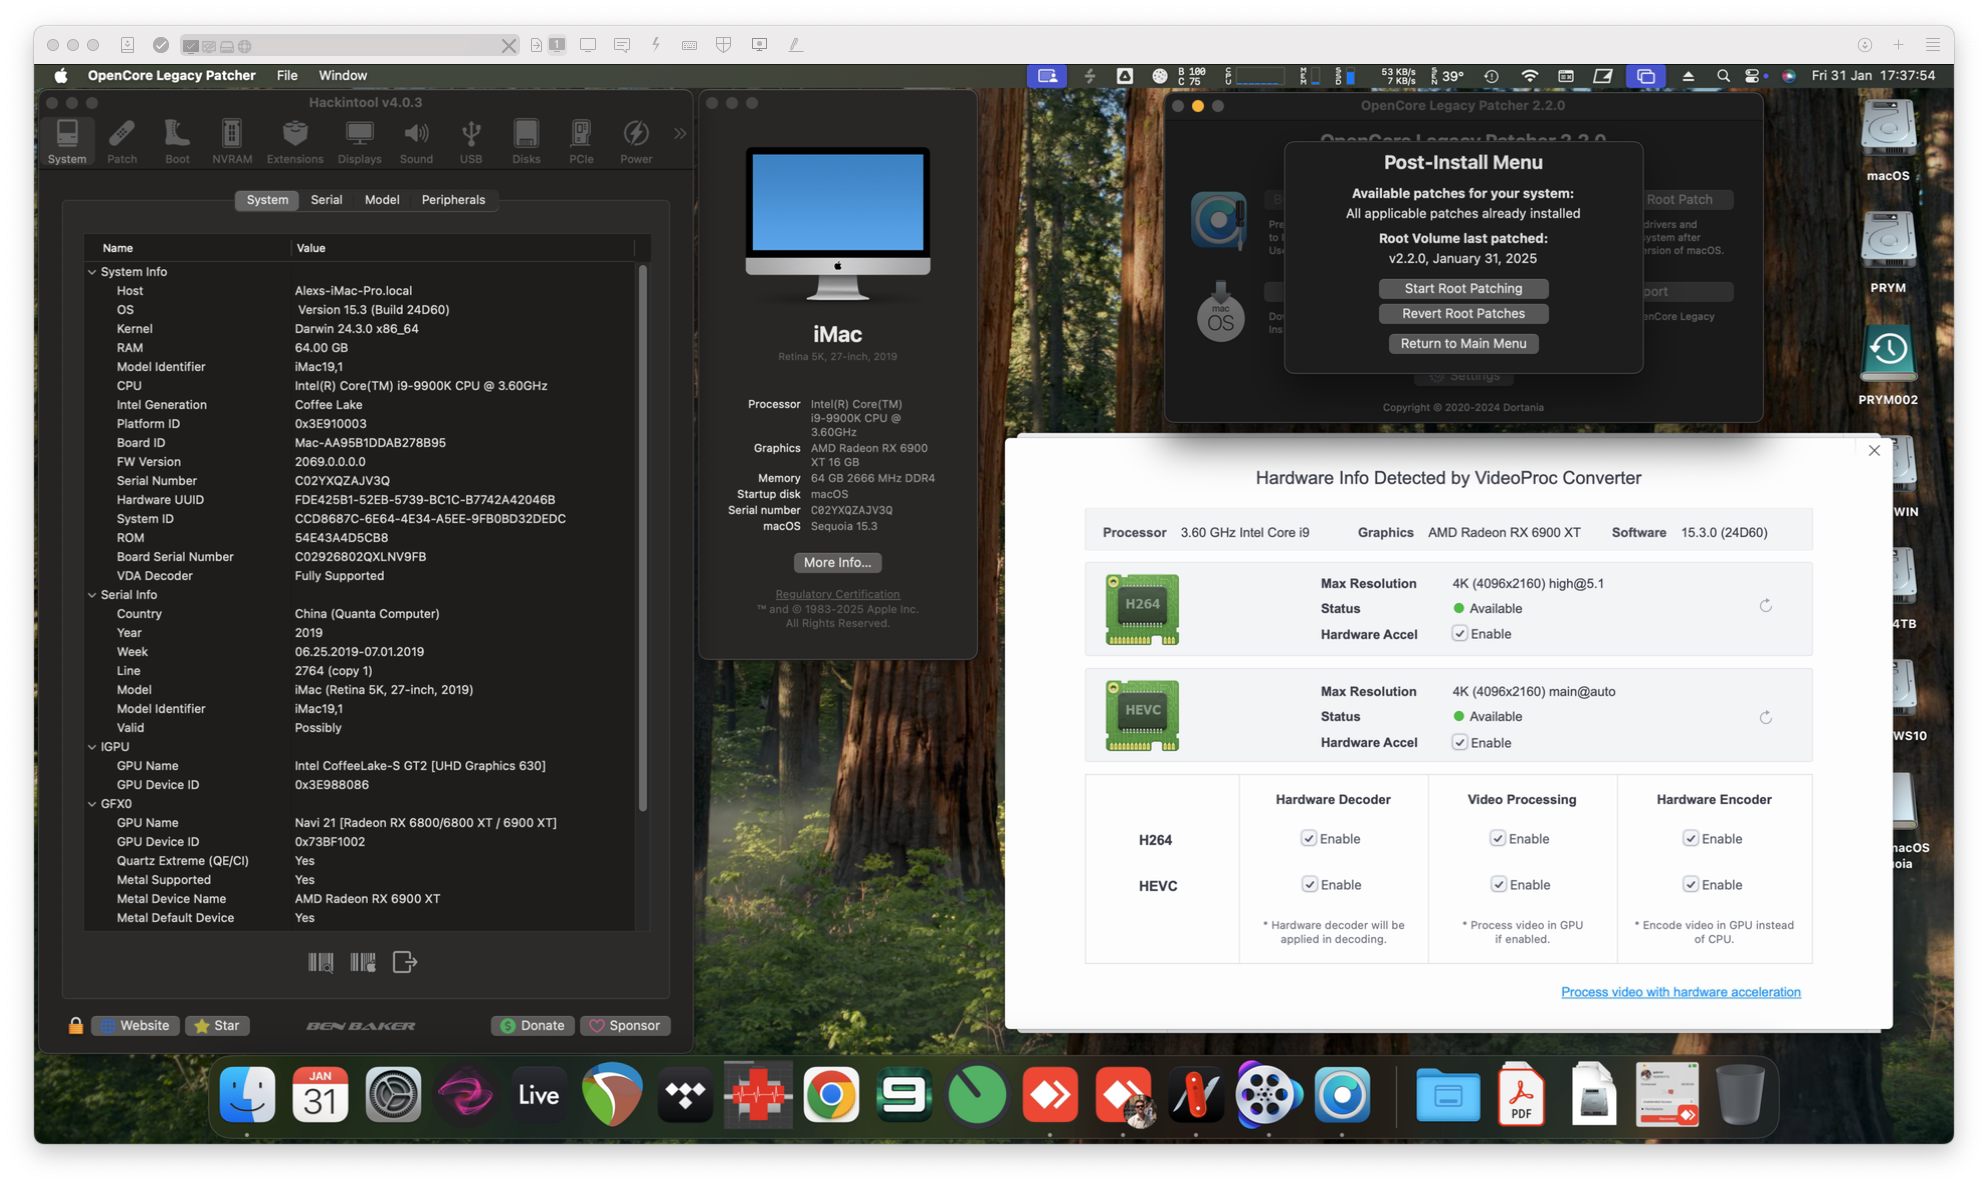 1
OpenCore Legacy Patcher File Window
B 100
C 75
53 KB/s
7 KB/s
39°
Fri 31 Jan 17:37:54
Hackintool v4.0.3
System Patch Boot NVRAM Extensions Displays Sound USB Disks PCIe Power
System Serial Model Peripherals
Name Value
System Info
Host Alexs-iMac-Pro.local
OS Version 15.3 (Build 24D60)
Kernel Darwin 24.3.0 x86_64
RAM 64.00 GB
Model Identifier iMac19,1
CPU Intel(R) Core(TM) i9-9900K CPU @ 3.60GHz
Intel Generation Coffee Lake
Platform ID 0x3E910003
Board ID Mac-AA95B1DDAB278B95
FW Version 2069.0.0.0.0
Serial Number C02YXQZAJV3Q
Hardware UUID FDE425B1-52EB-5739-BC1C-B7742A42046B
System ID CCD8687C-6E64-4E34-A5EE-9FB0BD32DEDC
ROM 54E43A4D5CB8
Board Serial Number C02926802QXLNV9FB
VDA Decoder Fully Supported
Serial Info
Country China (Quanta Computer)
Year 2019
Week 06.25.2019-07.01.2019
Line 2764 (copy 1)
Model iMac (Retina 5K, 27-inch, 2019)
Model Identifier iMac19,1
Valid Possibly
IGPU
GPU Name Intel CoffeeLake-S GT2 [UHD Graphics 630]
GPU Device ID 0x3E988086
GFX0
GPU Name Navi 21 [Radeon RX 6800/6800 XT / 6900 XT]
GPU Device ID 0x73BF1002
Quartz Extreme (QE/CI) Yes
Metal Supported Yes
Metal Device Name AMD Radeon RX 6900 XT
Metal Default Device Yes
Website Star BEN BAKER Donate Sponsor
iMac
Retina 5K, 27-inch, 2019
Processor Intel(R) Core(TM)
i9-9900K CPU @
3.60GHz
Graphics AMD Radeon RX 6900
XT 16 GB
Memory 64 GB 2666 MHz DDR4
Startup disk macOS
Serial number C02YXQZAJV3Q
macOS Sequoia 15.3
More Info...
Regulatory Certification
™ and © 1983-2025 Apple Inc.
All Rights Reserved.
OpenCore Legacy Patcher 2.2.0
OpenCore Legacy Patcher 2.2.0
Post-Install Menu
Available patches for your system:
All applicable patches already installed
Root Volume last patched:
v2.2.0, January 31, 2025
Start Root Patching
Revert Root Patches
Return to Main Menu
Root Patch
drivers and
ystem after
ersion of macOS.
port
enCore Legacy
mac
OS
Settings
Copyright © 2020-2024 Dortania
Hardware Info Detected by VideoProc Converter
Processor 3.60 GHz Intel Core i9 Graphics AMD Radeon RX 6900 XT Software 15.3.0 (24D60)
H264
Max Resolution 4K (4096x2160) high@5.1
Status Available
Hardware Accel Enable
HEVC
Max Resolution 4K (4096x2160) main@auto
Status Available
Hardware Accel Enable
Hardware Decoder Video Processing Hardware Encoder
H264 Enable Enable Enable
HEVC Enable Enable Enable
* Hardware decoder will be
applied in decoding.
* Process video in GPU
if enabled.
* Encode video in GPU instead
of CPU.
Process video with hardware acceleration
macOS
PRYM
PRYM002
WIN
4TB
WS10
acOS
oia
JAN
31
Live
9
PDF